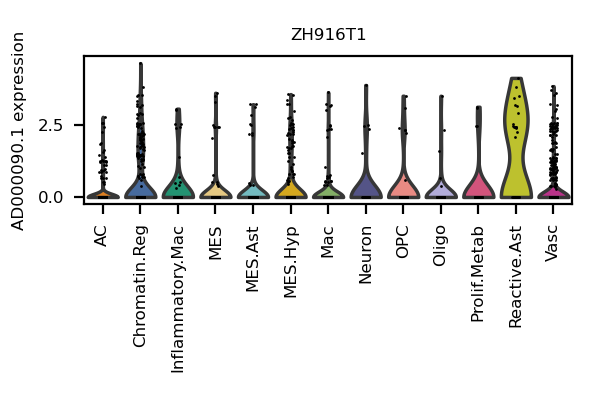 ZH916T1
AD000090.1 expression
2.5
0.0
AC
Chromatin.Reg
Inflammatory.Mac
MES
MES.Ast
MES.Hyp
Mac
Neuron
OPC
Oligo
Prolif.Metab
Reactive.Ast
Vasc